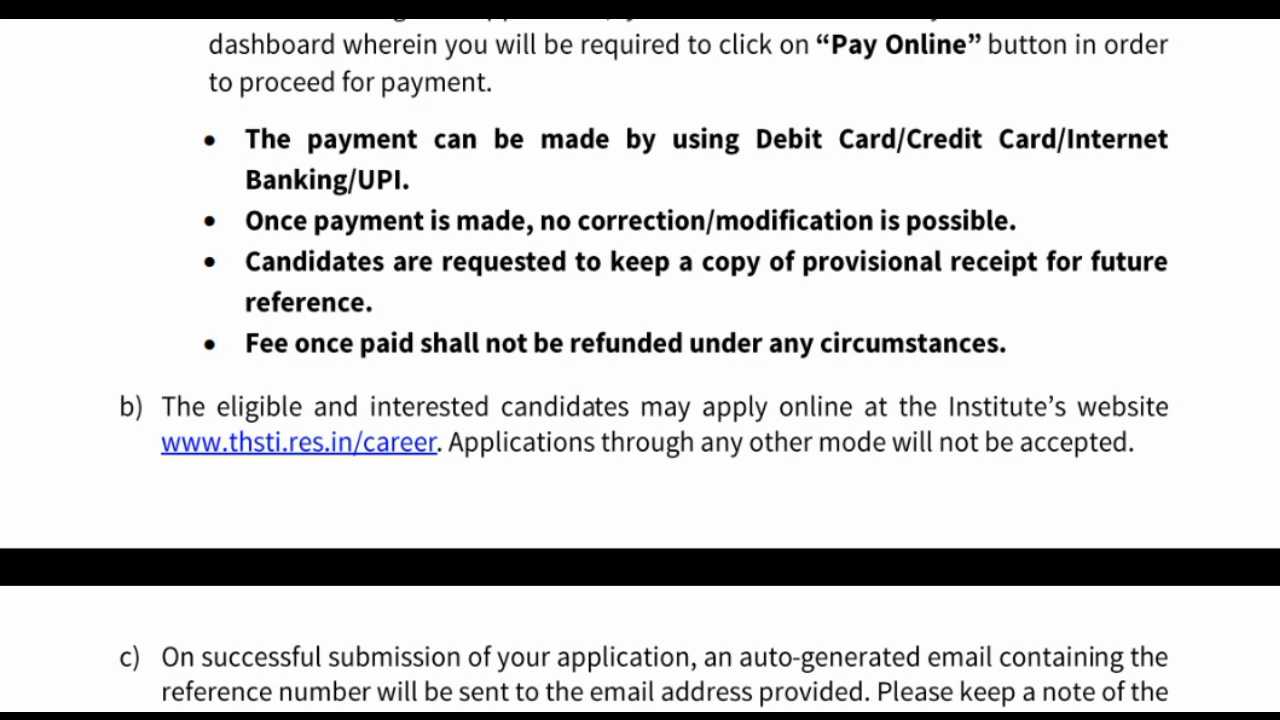 dashboard wherein you will be required to click on “Pay Online” button in order
to proceed for payment.
• The payment can be made by using Debit Card/Credit Card/Internet
Banking/UPI.
• Once payment is made, no correction/modification is possible.
• Candidates are requested to keep a copy of provisional receipt for future
reference.
• Fee once paid shall not be refunded under any circumstances.
b) The eligible and interested candidates may apply online at the Institute’s website
www.thsti.res.in/career. Applications through any other mode will not be accepted.
c) On successful submission of your application, an auto-generated email containing the
reference number will be sent to the email address provided. Please keep a note of the